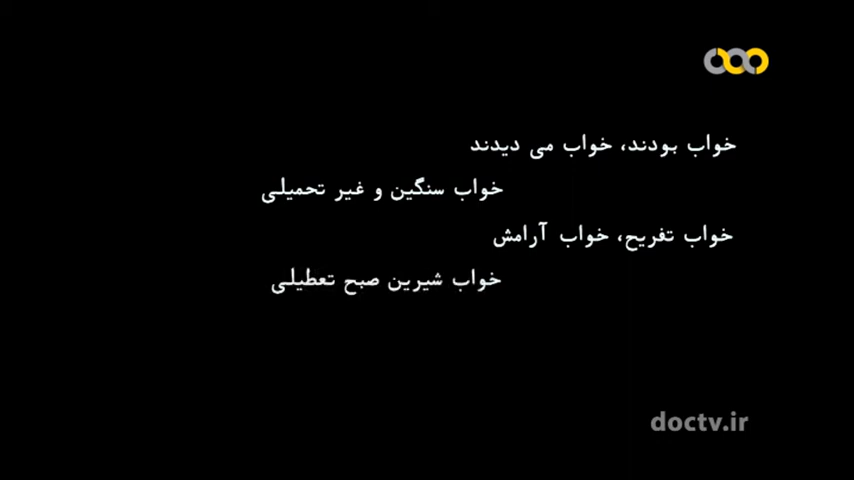 خواب بودند، خواب می دیدند
خواب سنگین و غیر تحمیلی
خواب تفریح، خواب آرامش
خواب شیرین صبح تعطیلی
doctv.ir